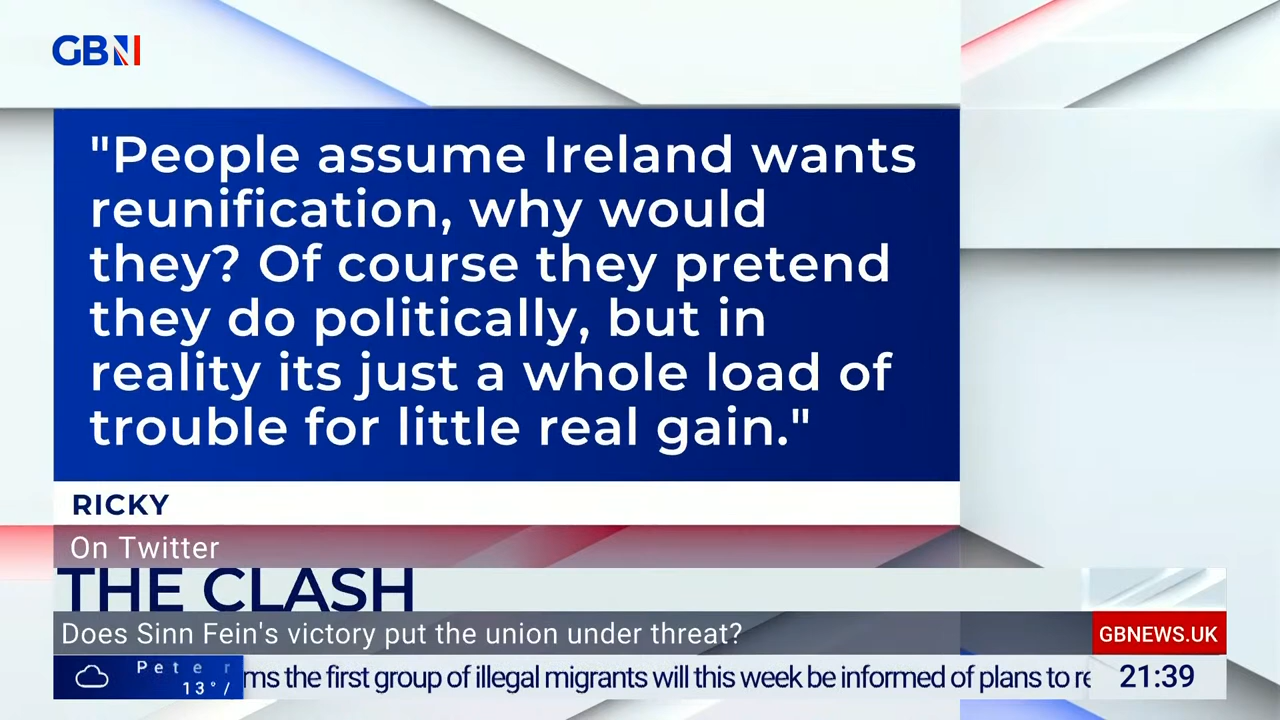 GBN
"People assume Ireland wants
reunification, why would
they? Of course they pretend
they do politically, but in
reality its just a whole load of
trouble for little real gain."
RICKY
On Twitter
THE CLASH
Does Sinn Fein's victory put the union under threat?
GBNEWS.UK
Peter
13°/
ms the first group of illegal migrants will this week be informed of plans to re
21:39